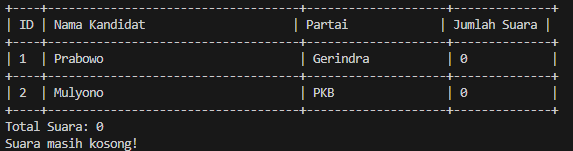 +----+------------------------------------+--------------------+--------------+
| ID | Nama Kandidat                     | Partai             | Jumlah Suara |
+----+------------------------------------+--------------------+--------------+
| 1  | Prabowo                            | Gerindra           | 0            |
+----+------------------------------------+--------------------+--------------+
| 2  | Mulyono                            | PKB                | 0            |
+----+------------------------------------+--------------------+--------------+
Total Suara: 0
Suara masih kosong!